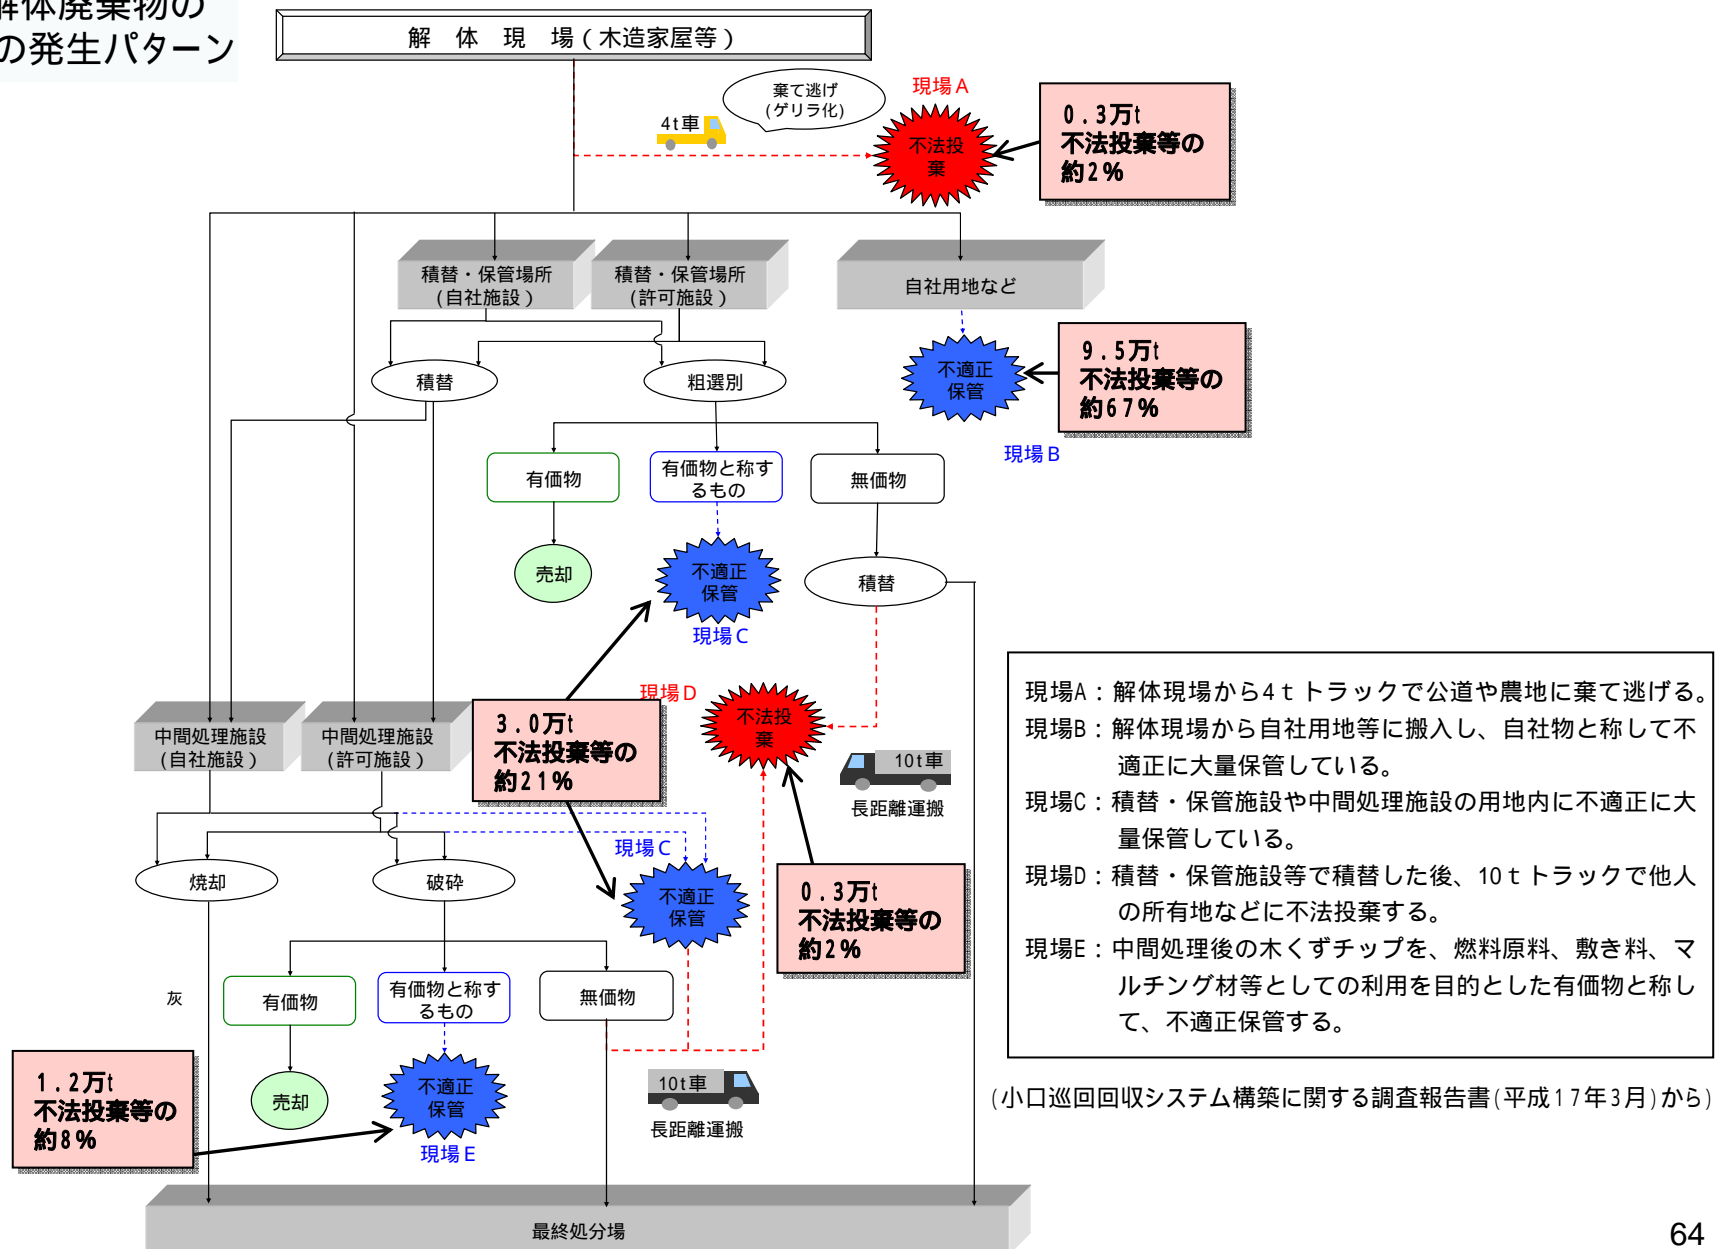 解体廃棄物の
の発生パターン
解 体 現 場（木造家屋等）
棄て逃げ
(ゲリラ化)
4t車
現場A
不法投
棄
0.3万t
不法投棄等の
約2%
積替・保管場所
(自社施設)
積替・保管場所
(許可施設)
自社用地など
積替
粗選別
不適正
保管
9.5万t
不法投棄等の
約67%
現場B
有価物
有価物と称す
るもの
無価物
売却
不適正
保管
現場C
積替
現場A：解体現場から4tトラックで公道や農地に棄て逃げる。
現場B：解体現場から自社用地等に搬入し、自社物と称して不
適正に大量保管している。
現場C：積替・保管施設や中間処理施設の用地内に不適正に大
量保管している。
現場D：積替・保管施設等で積替した後、10tトラックで他人
の所有地などに不法投棄する。
現場E：中間処理後の木くずチップを、燃料原料、敷き料、マ
ルチング材等としての利用を目的とした有価物と称し
て、不適正保管する。
中間処理施設
(自社施設)
中間処理施設
(許可施設)
3.0万t
不法投棄等の
約21%
現場D
不法投
棄
10t車
長距離運搬
焼却
破砕
現場C
不適正
保管
0.3万t
不法投棄等の
約2%
灰
有価物
有価物と称す
るもの
無価物
1.2万t
不法投棄等の
約8%
売却
不適正
保管
現場E
10t車
長距離運搬
(小口巡回回収システム構築に関する調査報告書(平成17年3月)から)
最終処分場
64